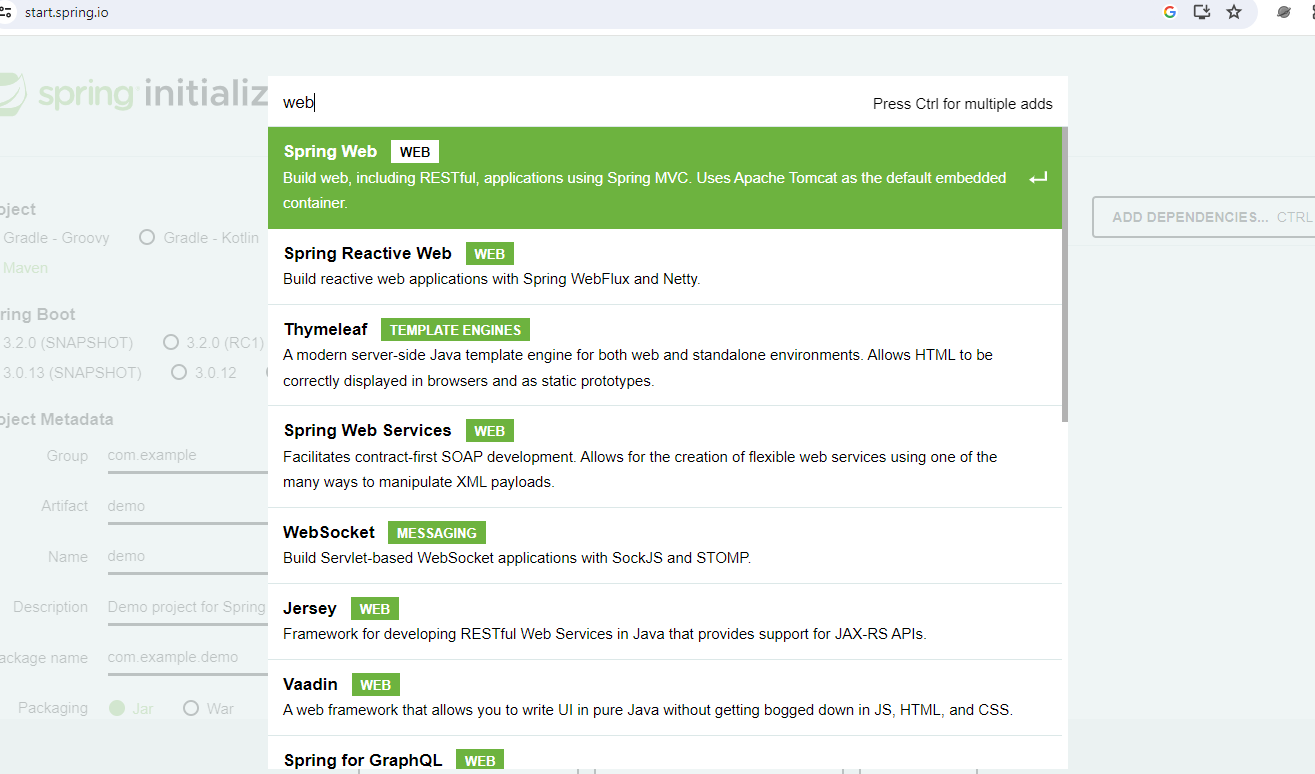 start.spring.io
spring initializ
web
Press Ctrl for multiple adds
Spring Web WEB
Build web, including RESTful, applications using Spring MVC. Uses Apache Tomcat as the default embedded
container.
Spring Reactive Web WEB
Build reactive web applications with Spring WebFlux and Netty.
Thymeleaf TEMPLATE ENGINES
A modern server-side Java template engine for both web and standalone environments. Allows HTML to be
correctly displayed in browsers and as static prototypes.
Spring Web Services WEB
Facilitates contract-first SOAP development. Allows for the creation of flexible web services using one of the
many ways to manipulate XML payloads.
WebSocket MESSAGING
Build Servlet-based WebSocket applications with SockJS and STOMP.
Jersey WEB
Framework for developing RESTful Web Services in Java that provides support for JAX-RS APIs.
Vaadin WEB
A web framework that allows you to write UI in pure Java without getting bogged down in JS, HTML, and CSS.
Spring for GraphQL WEB
oject
Gradle - Groovy Gradle - Kotlin
Maven
ring Boot
3.2.0 (SNAPSHOT) 3.2.0 (RC1)
3.0.13 (SNAPSHOT) 3.0.12
oject Metadata
Group com.example
Artifact demo
Name demo
Description Demo project for Spring
ackage name com.example.demo
Packaging Jar War
ADD DEPENDENCIES... CTRL